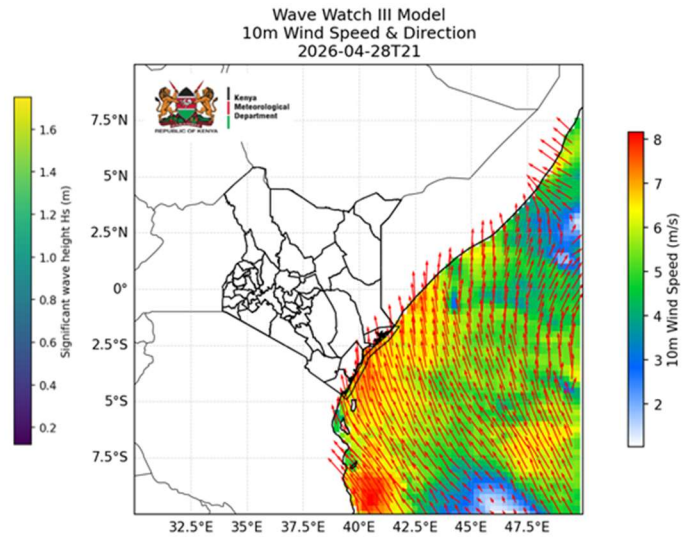 Wave Watch III Model
10m Wind Speed & Direction
2026-04-28T21
Kenya
Meteorological
Department
REPUBLIC OF KENYA
7.5°N
5°N
2.5°N
0°
2.5°S
5°S
7.5°S
32.5°E 35°E 37.5°E 40°E 42.5°E 45°E 47.5°E
1.6
1.4
1.2
1.0
0.8
0.6
0.4
0.2
Significant wave height Hs (m)
8
7
6
5
4
3
2
10m Wind Speed (m/s)